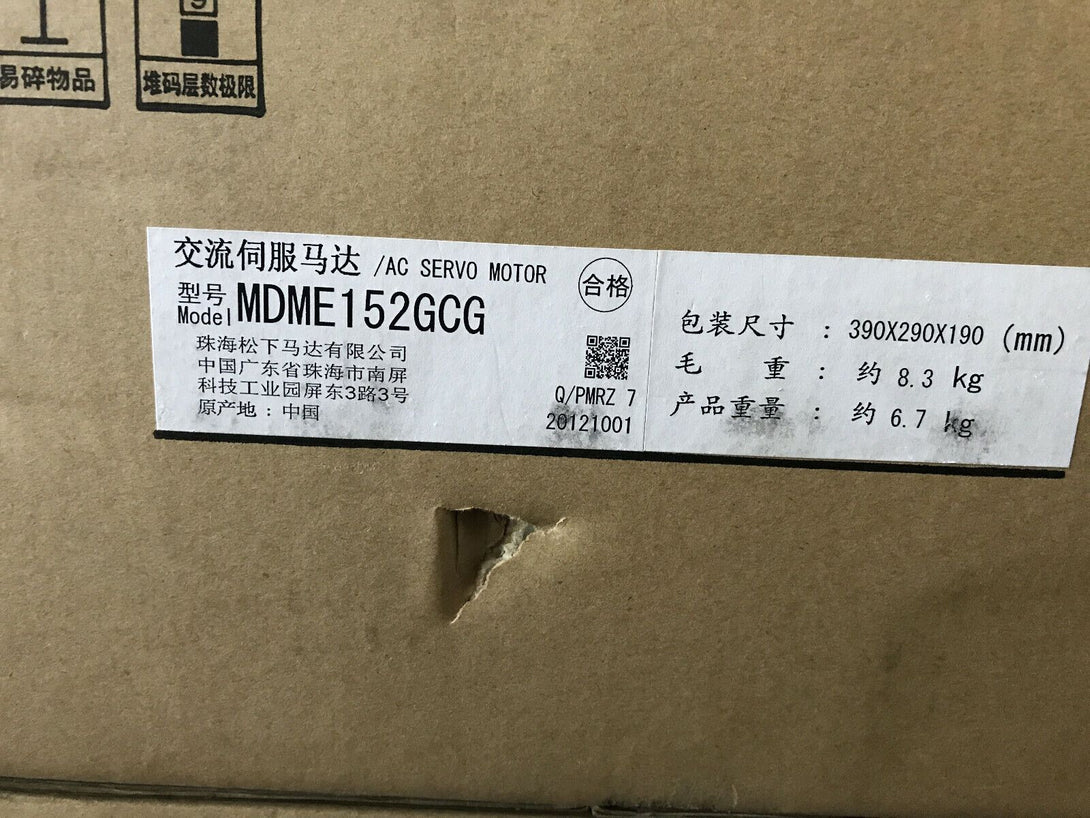 9
易碎物品
堆码层数极限
交流伺服马达 /AC SERVO MOTOR
合格
型号
Model MDME152GCG
珠海松下马达有限公司
中国广东省珠海市南屏
科技工业园屏东3路3号
原产地：中国
Q/PMRZ 7
20121001
包装尺寸 : 390X290X190 (mm)
毛 重 : 约 8.3 kg
产品重量 : 约 6.7 kg